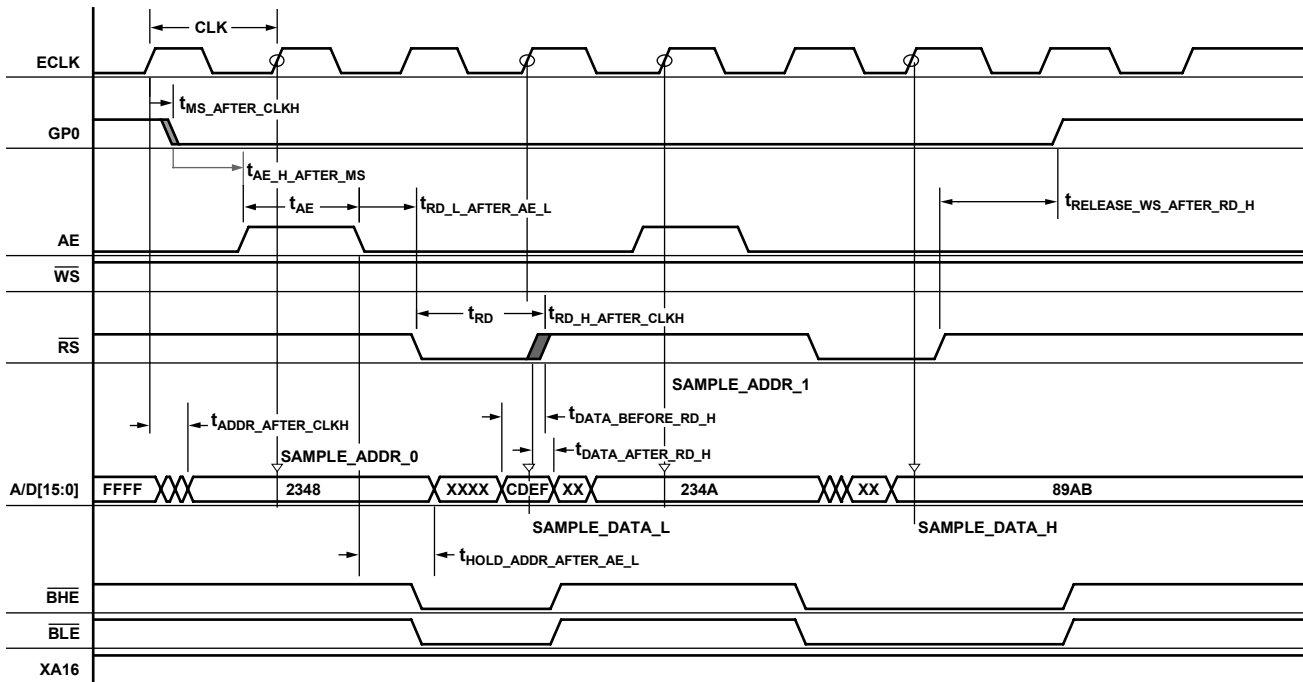 CLK
ECLK
tMS_AFTER_CLKH
GP0
tAE_H_AFTER_MS
tAE
tRD_L_AFTER_AE_L
tRELEASE_WS_AFTER_RD_H
AE
WS
tRD
tRD_H_AFTER_CLKH
RS
SAMPLE_ADDR_1
tADDR_AFTER_CLKH
tDATA_BEFORE_RD_H
SAMPLE_ADDR_0
tDATA_AFTER_RD_H
A/D[15:0] FFFF 2348 XXXX CDEF XX 234A XX 89AB
SAMPLE_DATA_L
SAMPLE_DATA_H
tHOLD_ADDR_AFTER_AE_L
BHE
BLE
XA16